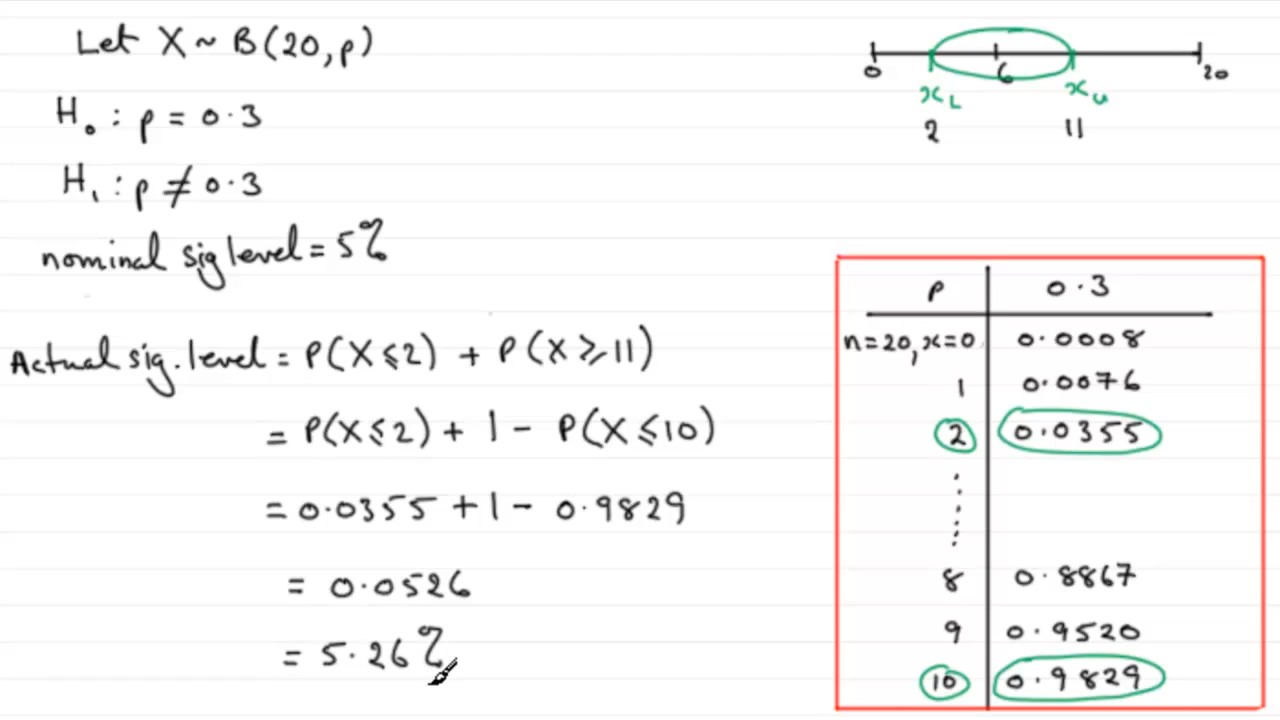 Let X ~ B(20, p)
H₀ : p = 0.3
H₁ : p ≠ 0.3
nominal sig level = 5%
0 6 20
x_L x_u
2 11
Actual sig. level = P(X ≤ 2) + P(X ≥ 11)
= P(X ≤ 2) + 1 - P(X ≤ 10)
= 0.0355 + 1 - 0.9829
= 0.0526
= 5.26%
p 0.3
n=20, x=0 0.0008
1 0.0076
2 0.0355
8 0.8867
9 0.9520
10 0.9829